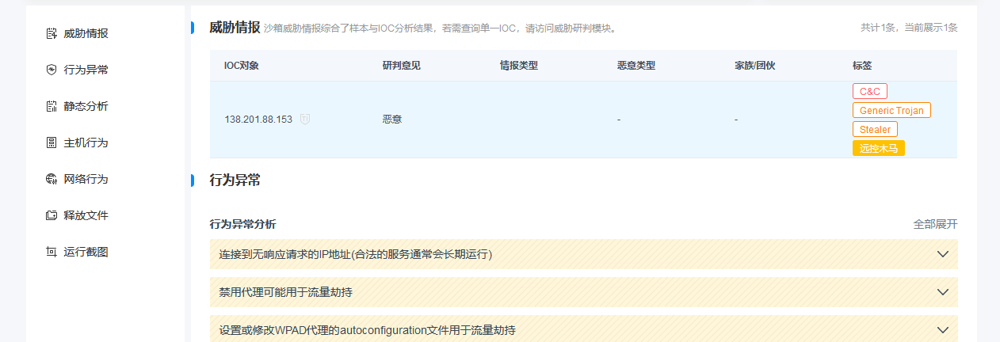 威胁情报
行为异常
静态分析
主机行为
网络行为
释放文件
运行截图
威胁情报 沙箱威胁情报综合了样本与IOC分析结果，若需查询单一IOC，请访问威胁研判模块。 共计1条，当前展示1条
IOC对象 研判意见 情报类型 恶意类型 家族/团伙 标签
138.201.88.153 恶意 - -
C&C
Generic Trojan
Stealer
远控木马
行为异常
行为异常分析 全部展开
连接到无响应请求的IP地址(合法的服务通常会长期运行)
禁用代理可能用于流量劫持
设置或修改WPAD代理的autoconfiguration文件用于流量劫持